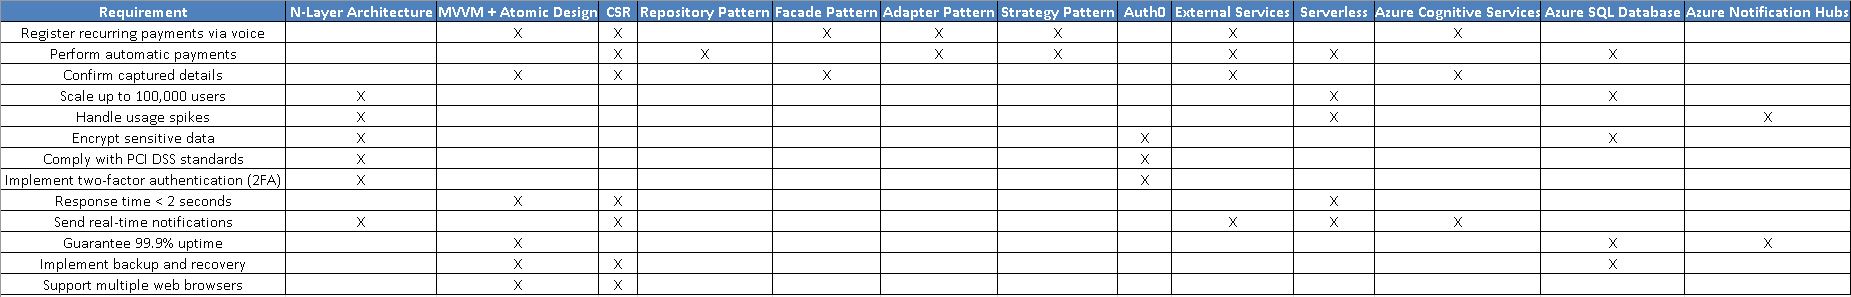 Requirement N-Layer Architecture MVVM + Atomic Design CSR Repository Pattern Facade Pattern Adapter Pattern Strategy Pattern Auth0 External Services Serverless Azure Cognitive Services Azure SQL Database Azure Notification Hubs
Register recurring payments via voice X X X X X X X
Perform automatic payments X X X X X X X
Confirm captured details X X X X X
Scale up to 100,000 users X X X
Handle usage spikes X X X
Encrypt sensitive data X X X
Comply with PCI DSS standards X X
Implement two-factor authentication (2FA) X X
Response time < 2 seconds X X X
Send real-time notifications X X X X X
Guarantee 99.9% uptime X X X
Implement backup and recovery X X X
Support multiple web browsers X X